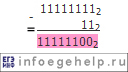 - 11111111₂
11₂
= 11111100₂
ЕГЭ infoegehelp.ru